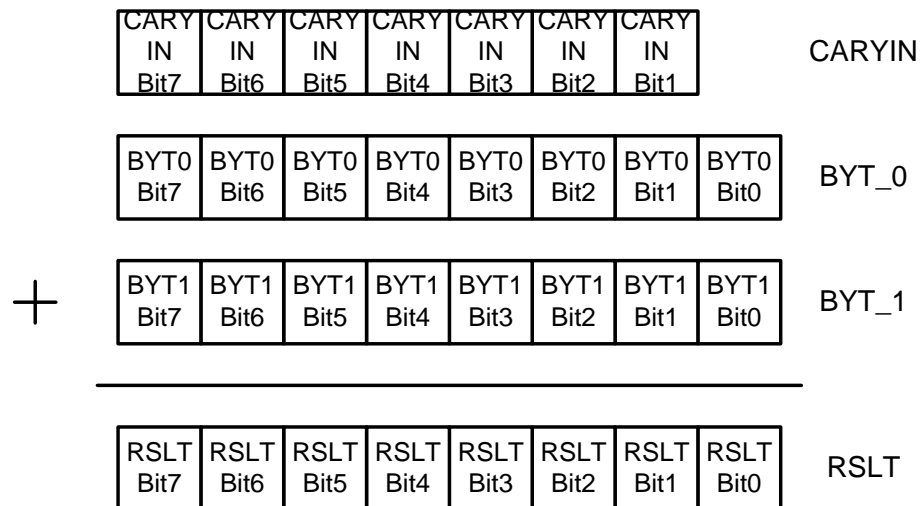 CARY CARY CARY CARY CARY CARY CARY
IN IN IN IN IN IN IN CARYIN
Bit7 Bit6 Bit5 Bit4 Bit3 Bit2 Bit1
BYT0 BYT0 BYT0 BYT0 BYT0 BYT0 BYT0 BYT0 BYT_0
Bit7 Bit6 Bit5 Bit4 Bit3 Bit2 Bit1 Bit0
BYT1 BYT1 BYT1 BYT1 BYT1 BYT1 BYT1 BYT1
+ Bit7 Bit6 Bit5 Bit4 Bit3 Bit2 Bit1 Bit0 BYT_1
RSLT RSLT RSLT RSLT RSLT RSLT RSLT RSLT RSLT
Bit7 Bit6 Bit5 Bit4 Bit3 Bit2 Bit1 Bit0